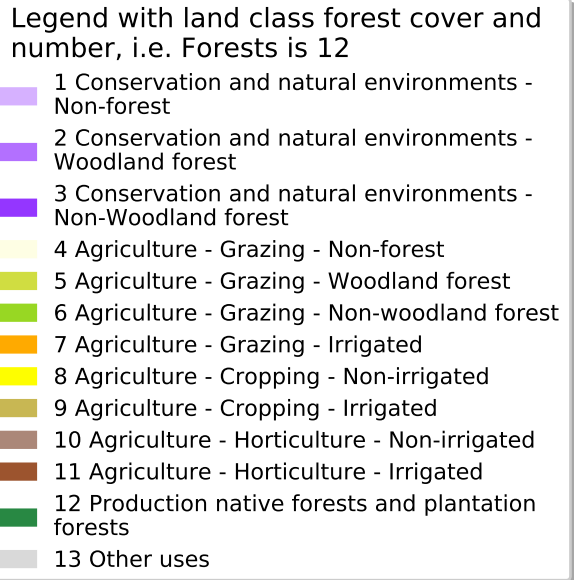 Legend with land class forest cover and
number, i.e. Forests is 12
1 Conservation and natural environments -
Non-forest
2 Conservation and natural environments -
Woodland forest
3 Conservation and natural environments -
Non-Woodland forest
4 Agriculture - Grazing - Non-forest
5 Agriculture - Grazing - Woodland forest
6 Agriculture - Grazing - Non-woodland forest
7 Agriculture - Grazing - Irrigated
8 Agriculture - Cropping - Non-irrigated
9 Agriculture - Cropping - Irrigated
10 Agriculture - Horticulture - Non-irrigated
11 Agriculture - Horticulture - Irrigated
12 Production native forests and plantation
forests
13 Other uses